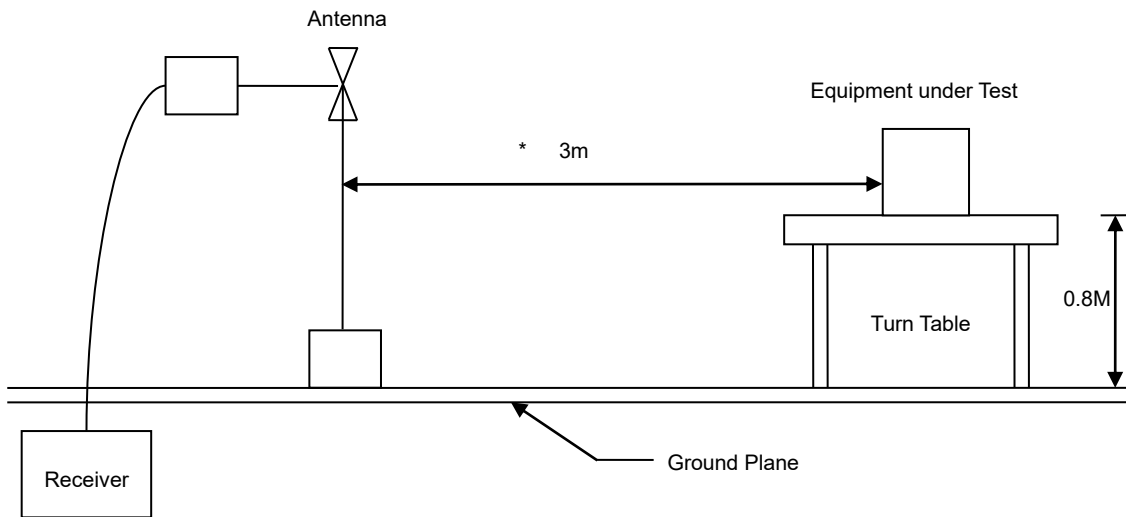 Antenna
Equipment under Test
* 3m
0.8M
Turn Table
Ground Plane
Receiver